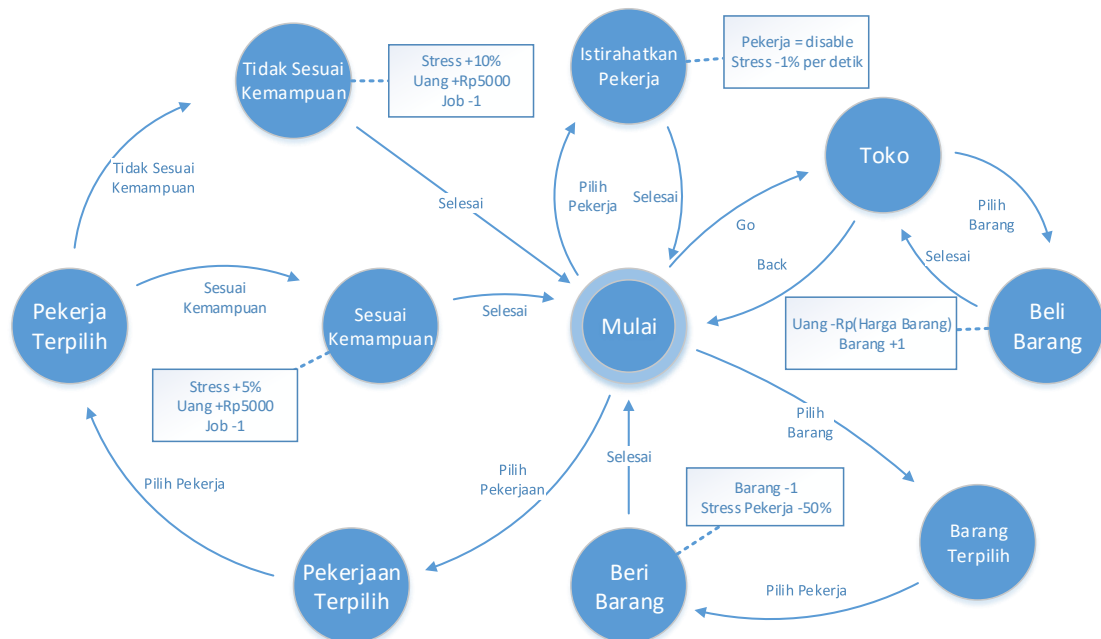 Tidak Sesuai
Kemampuan
Stress +10%
Uang +Rp5000
Job -1
Istirahatkan
Pekerja
Pekerja = disable
Stress -1% per detik
Toko
Tidak Sesuai
Kemampuan
Selesai
Pilih
Pekerja
Selesai
Go
Pilih
Barang
Back
Selesai
Pekerja
Terpilih
Sesuai
Kemampuan
Sesuai
Kemampuan
Selesai
Mulai
Uang -Rp(Harga Barang)
Barang +1
Beli
Barang
Stress +5%
Uang +Rp5000
Job -1
Pilih
Barang
Pilih Pekerja
Pilih
Pekerjaan
Selesai
Barang -1
Stress Pekerja -50%
Barang
Terpilih
Pekerjaan
Terpilih
Beri
Barang
Pilih Pekerja